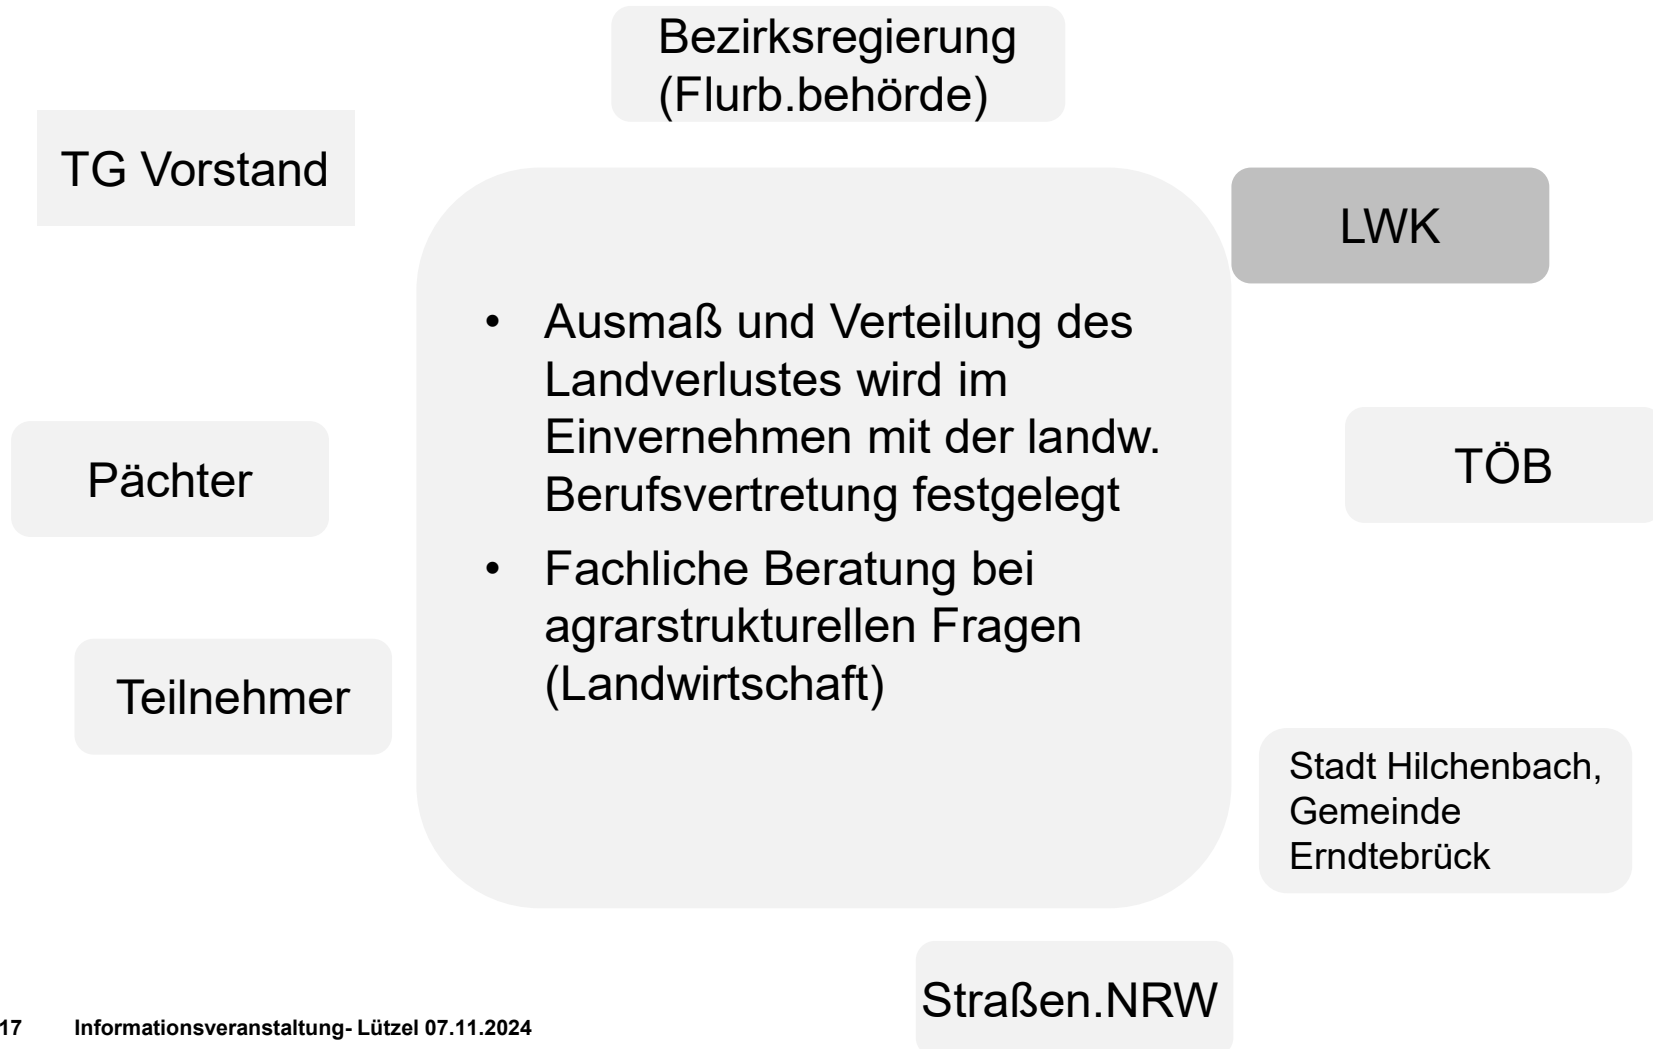 Bezirksregierung
(Flurb.behörde)
TG Vorstand
LWK
• Ausmaß und Verteilung des
Landverlustes wird im
Einvernehmen mit der landw.
Berufsvertretung festgelegt
• Fachliche Beratung bei
agrarstrukturellen Fragen
(Landwirtschaft)
Pächter
TÖB
Teilnehmer
Stadt Hilchenbach,
Gemeinde
Erndtebrück
Straßen.NRW
17 Informationsveranstaltung- Lützel 07.11.2024